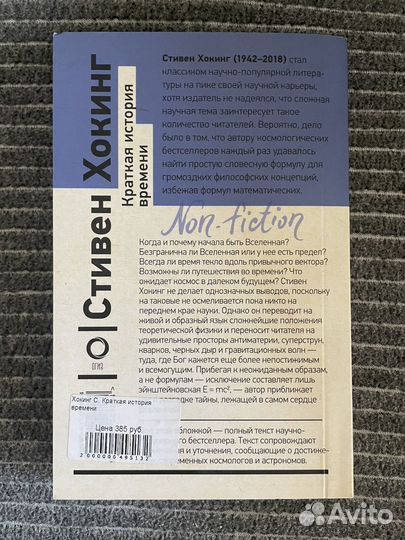 Стивен Хокинг
Краткая история
времени
Стивен Хокинг (1942–2018) стал
классиком научно-популярной литера-
туры на пике своей научной карьеры,
хотя издатель не надеялся, что сложная
научная тема заинтересует такое
количество читателей. Вероятно, дело
было в том, что автору космологических
бестселлеров каждый раз удавалось
найти простую словесную формулу для
громоздких философских концепций,
избежав формул математических.
Non-fiction
Когда и почему начала быть Вселенная?
Безгранична ли Вселенная или у нее есть предел?
Всегда ли время текло вдоль привычного вектора?
Возможны ли путешествия во времени? Что
ожидает космос в далеком будущем? Стивен
Хокинг не делает однозначных выводов, поскольку
на таковые не осмеливается пока никто на
переднем крае науки. Однако он переводит на
живой и образный язык сложнейшие положения
теоретической физики и переносит читателя на
удивительные просторы антиматерии, суперструн,
кварков, черных дыр и гравитационных волн —
туда, где Бог кажется еще более непостижимым
и всемогущим. Прибегая к неожиданным образам,
а не формулам — исключение составляет лишь
эйнштейновская E = mc², — автор приближает
тайны, лежащей в самом сердце
обложкой — полный текст научно-
бестселлера. Текст сопровождают
и уточнения, сообщающие о достиже-
космологов и астрономов.
ОГИЗ
Хокинг С. Краткая история
времени
Цена 385 руб.
2000000495132
Avito